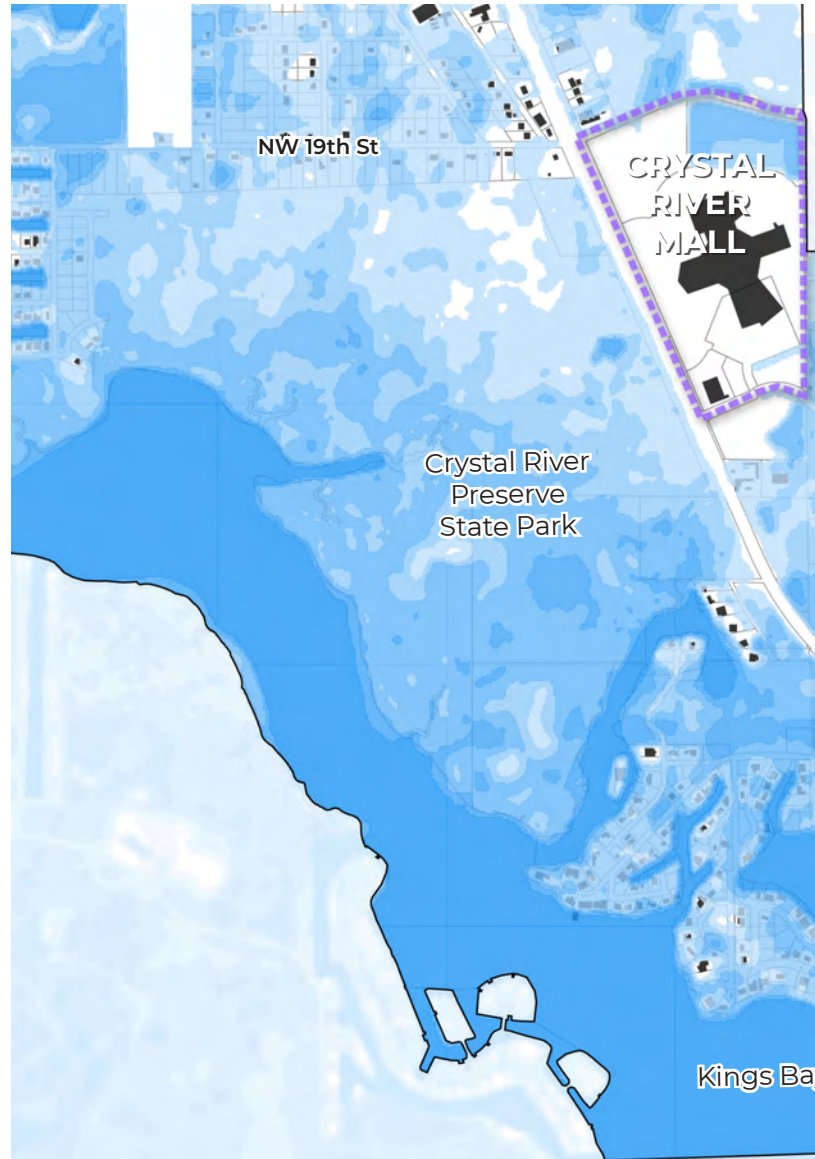 NW 19th St
CRYSTAL
RIVER
MALL
Crystal River
Preserve
State Park
Kings Ba